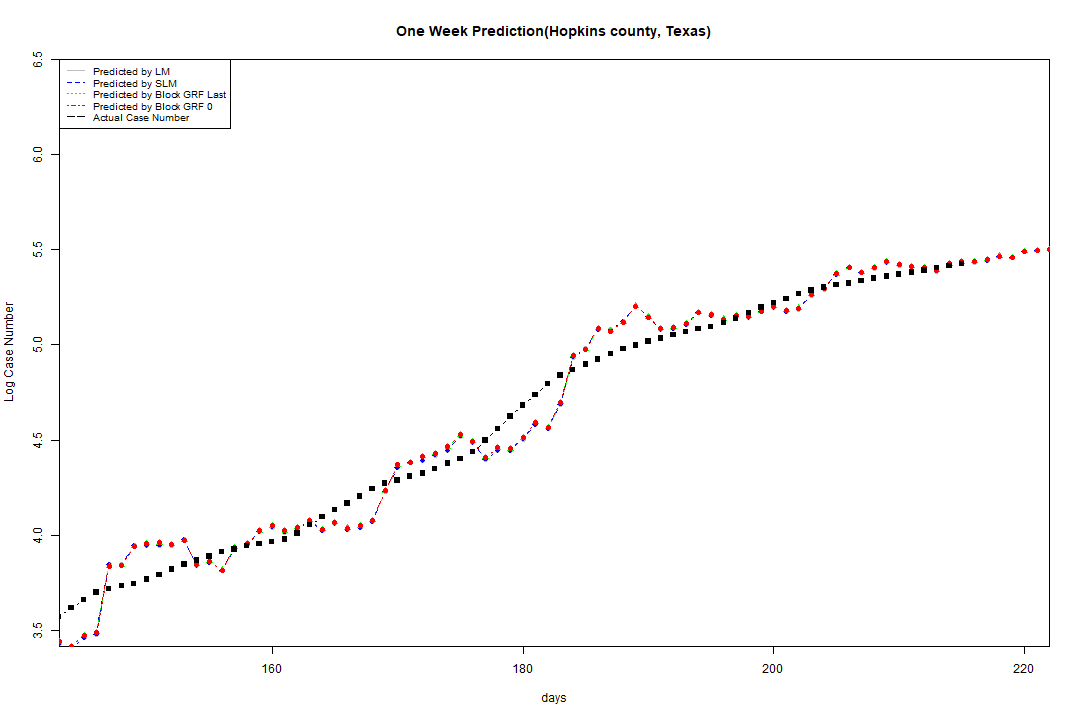 One Week Prediction(Hopkins county, Texas)
Predicted by LM
Predicted by SLM
Predicted by Block GRF Last
Predicted by Block GRF 0
Actual Case Number
6.5
6.0
5.5
5.0
4.5
4.0
3.5
Log Case Number
160 180 200 220
days